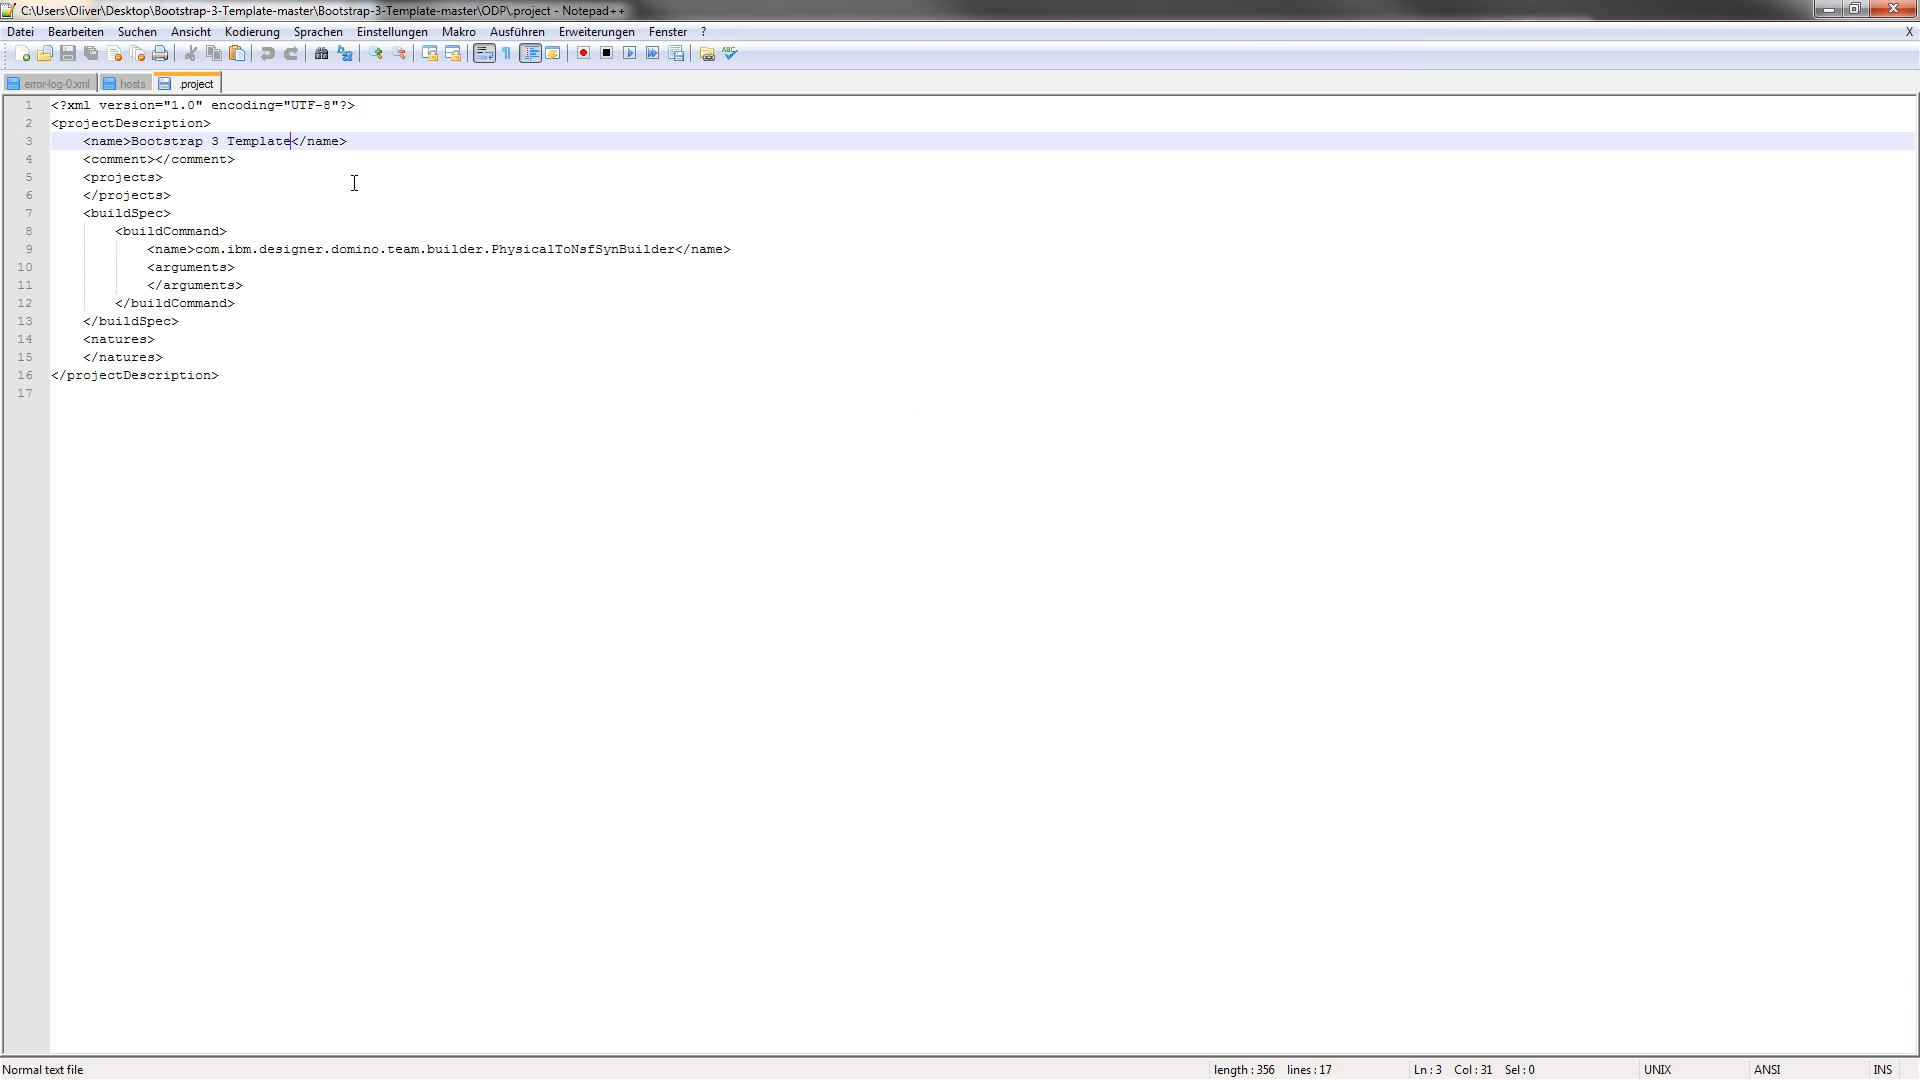 C:\Users\Oliver\Desktop\Bootstrap-3-Template-master\Bootstrap-3-Template-master\ODP\.project - Notepad++
Datei Bearbeiten Suchen Ansicht Kodierung Sprachen Einstellungen Makro Ausführen Erweiterungen Fenster ? X
error-log-0.xml hosts .project
1 <?xml version="1.0" encoding="UTF-8"?>
2 <projectDescription>
3 <name>Bootstrap 3 Template</name>
4 <comment></comment>
5 <projects>
6 </projects>
7 <buildSpec>
8 <buildCommand>
9 <name>com.ibm.designer.domino.team.builder.PhysicalToNsfSynBuilder</name>
10 <arguments>
11 </arguments>
12 </buildCommand>
13 </buildSpec>
14 <natures>
15 </natures>
16 </projectDescription>
17
Normal text file length : 356 lines : 17 Ln : 3 Col : 31 Sel : 0 UNIX ANSI INS